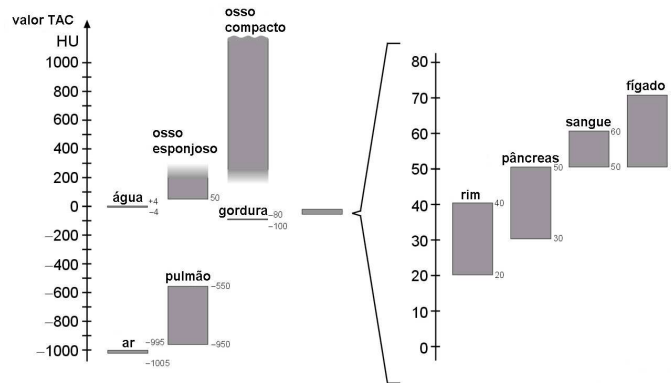 valor TAC
HU
1000
800
600
400
200
0
−200
−400
−600
−800
−1000
osso
compacto
osso
esponjoso
50
água
+4
−4
gordura
−80
−100
pulmão
−550
−950
ar
−995
−1005
80
70
60
50
40
30
20
10
0
rim
40
20
pâncreas
50
30
sangue
60
50
fígado